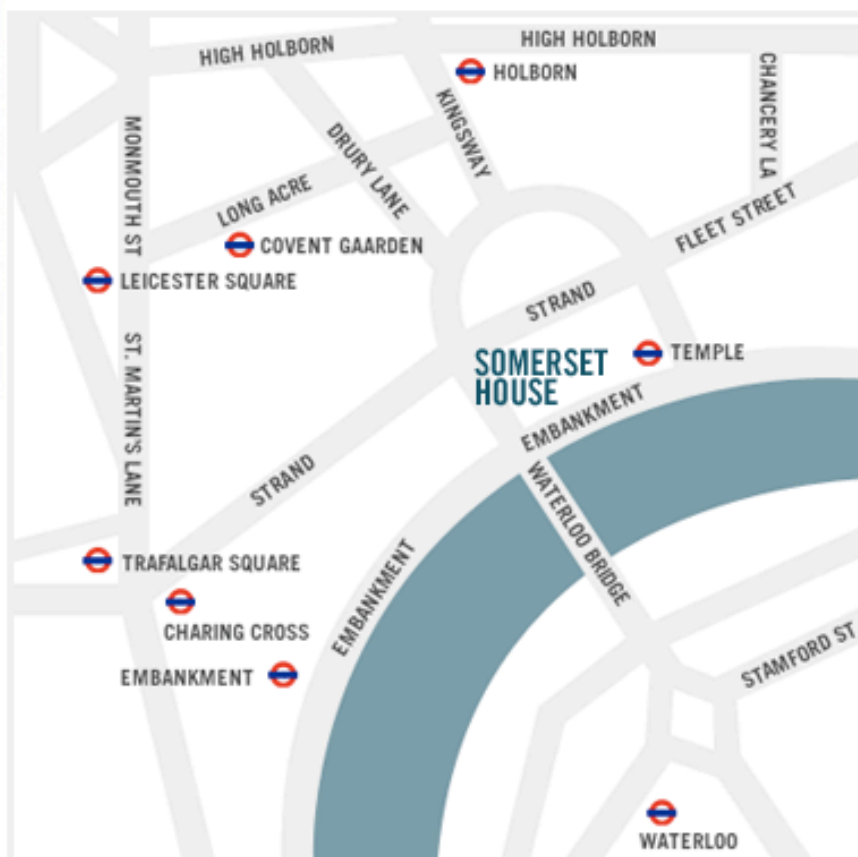 HIGH HOLBORN
HIGH HOLBORN
HOLBORN
CHANCERY LA
KINGSWAY
MONMOUTH ST
DRURY LANE
LONG ACRE
FLEET STREET
COVENT GAARDEN
LEICESTER SQUARE
STRAND
ST. MARTIN'S LANE
TEMPLE
SOMERSET
HOUSE
EMBANKMENT
STRAND
WATERLOO BRIDGE
TRAFALGAR SQUARE
EMBANKMENT
CHARING CROSS
STAMFORD ST
EMBANKMENT
WATERLOO